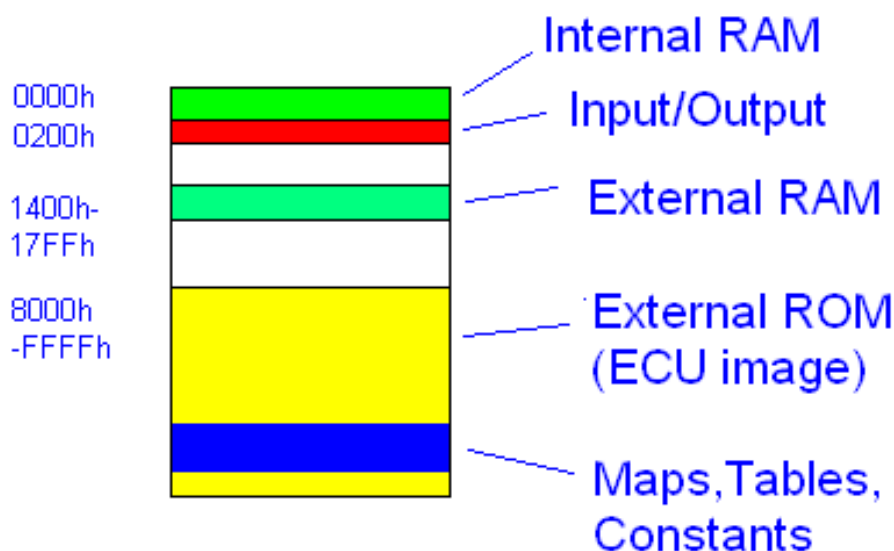 Internal RAM
0000h
Input/Output
0200h
External RAM
1400h-
17FFh
8000h
-FFFFh
External ROM
(ECU image)
Maps,Tables,
Constants